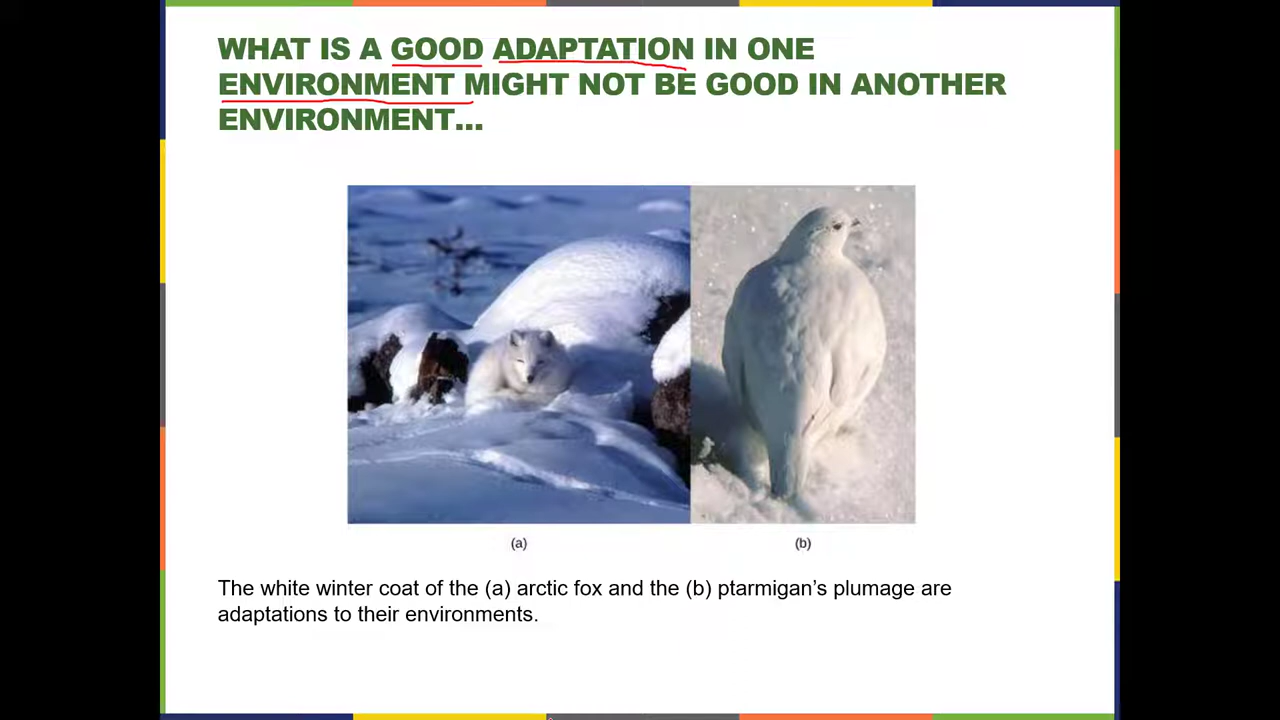 WHAT IS A GOOD ADAPTATION IN ONE
ENVIRONMENT MIGHT NOT BE GOOD IN ANOTHER
ENVIRONMENT...
(a)
(b)
The white winter coat of the (a) arctic fox and the (b) ptarmigan’s plumage are
adaptations to their environments.